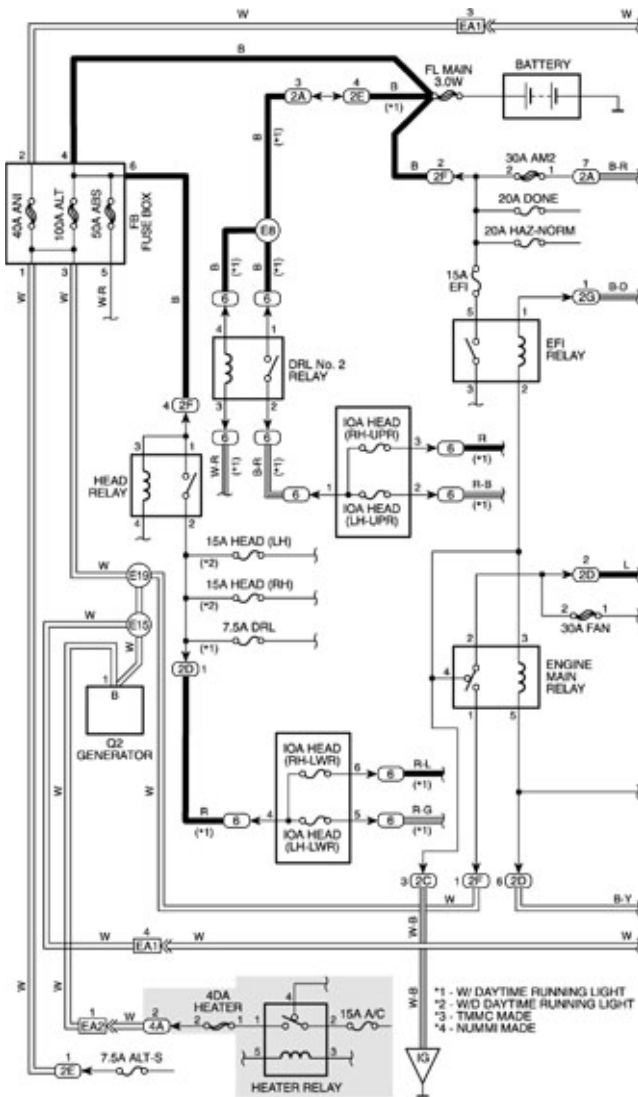 W
3
EA1
W
B
FL MAIN
3.0W
BATTERY
3
2A
4
2E
B
(*1)
2
4
6
40A ANI
100A ALT
50A ABS
FB
FUSE BOX
1
3
5
W
W
W-R
B
(*1)
B
2
2F
30A AM2
2
1
7
2A
B-R
20A DONE
20A HAZ-NORM
15A
EFI
E8
B
(*1)
B
(*1)
6
6
B
4
1
DRL No. 2
RELAY
3
2
5
1
1
2G
B-D
EFI
RELAY
3
2
4
2F
6
6
W-R
(*1)
B-R
(*1)
IOA HEAD
(RH-UPR)
3
6
R
(*1)
6
1
2
6
R-B
(*1)
IOA HEAD
(LH-UPR)
3
1
HEAD
RELAY
4
2
15A HEAD (LH)
(*2)
15A HEAD (RH)
(*2)
7.5A DRL
(*1)
2D
1
W
E19
W
E15
W
1
B
Q2
GENERATOR
2
2D
L
2
1
30A FAN
2
3
4
ENGINE
MAIN
RELAY
1
5
IOA HEAD
(RH-LWR)
6
6
R-L
(*1)
R
(*1)
6
4
5
6
R-G
(*1)
IOA HEAD
(LH-LWR)
W
W
3
2C
1
2F
6
2D
W
B-Y
W
4
EA1
W
W
W
W-B
W-B
*1 - W/ DAYTIME RUNNING LIGHT
*2 - W/D DAYTIME RUNNING LIGHT
*3 - TMMC MADE
*4 - NUMMI MADE
1
EA2
W
2
4A
4DA
HEATER
2
1
4
1
2
15A A/C
5
3
HEATER RELAY
IG
1
2E
7.5A ALT-S